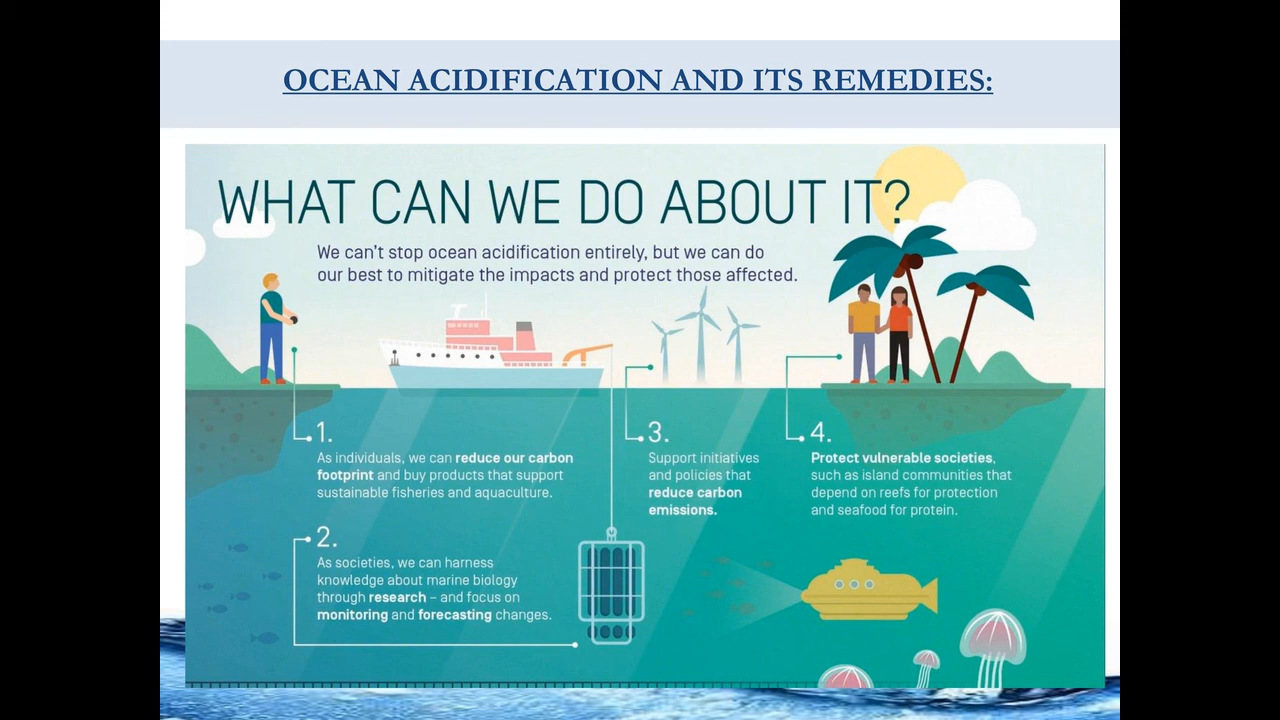 OCEAN ACIDIFICATION AND ITS REMEDIES:
WHAT CAN WE DO ABOUT IT?
We can't stop ocean acidification entirely, but we can do
our best to mitigate the impacts and protect those affected.
1.
As individuals, we can reduce our carbon
footprint and buy products that support
sustainable fisheries and aquaculture.
2.
As societies, we can harness
knowledge about marine biology
through research – and focus on
monitoring and forecasting changes.
3.
Support initiatives
and policies that
reduce carbon
emissions.
4.
Protect vulnerable societies,
such as island communities that
depend on reefs for protection
and seafood for protein.